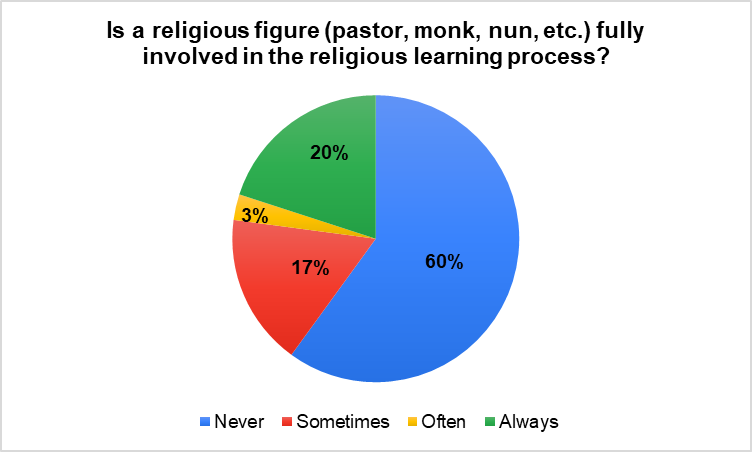 Is a religious figure (pastor, monk, nun, etc.) fully
involved in the religious learning process?
20%
3%
17%
60%
Never Sometimes Often Always